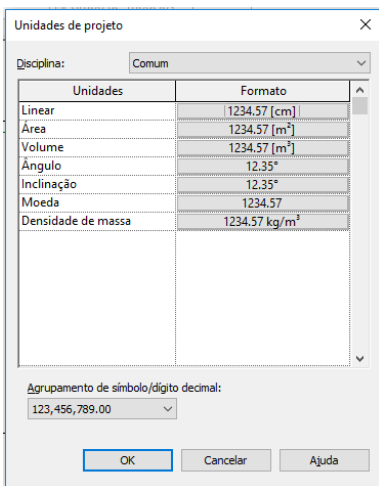 Unidades de projeto
Disciplina: Comum
Unidades Formato
Linear 1234.57 [cm]
Área 1234.57 [m²]
Volume 1234.57 [m³]
Ângulo 12.35°
Inclinação 12.35°
Moeda 1234.57
Densidade de massa 1234.57 kg/m³
Agrupamento de símbolo/dígito decimal:
123,456,789.00
OK Cancelar Ajuda